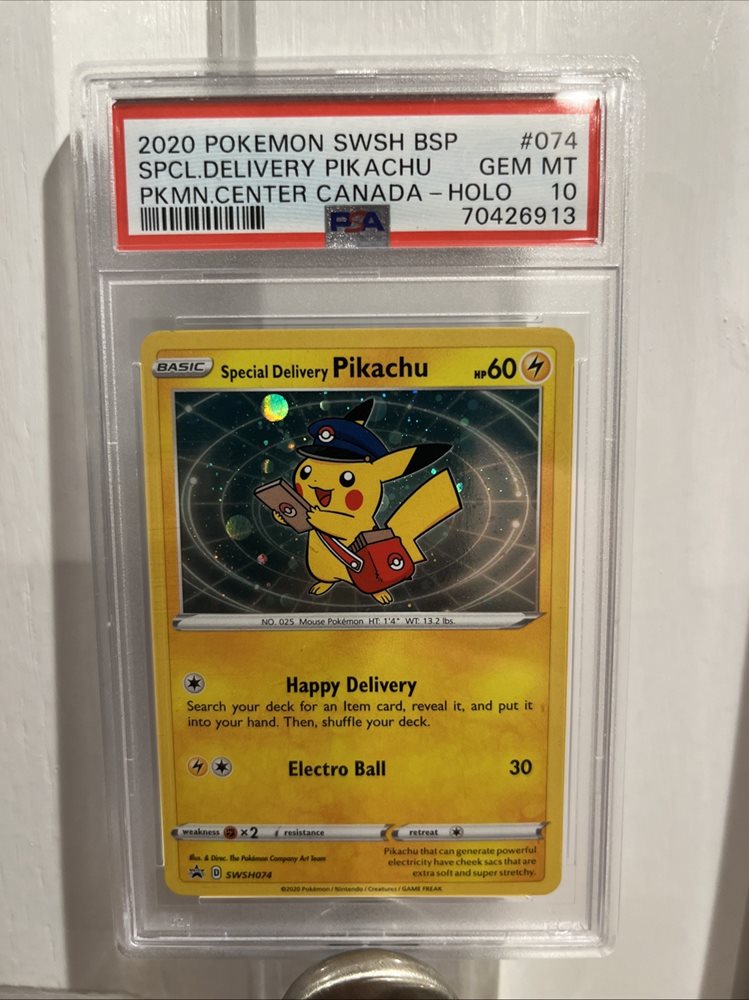 2020 POKEMON SWSH BSP #074
SPCL.DELIVERY PIKACHU GEM MT
PKMN.CENTER CANADA – HOLO 10
PSA 70426913
BASIC Special Delivery Pikachu HP60
NO. 025 Mouse Pokémon HT: 1'4" WT: 13.2 lbs.
Happy Delivery
Search your deck for an Item card, reveal it, and put it
into your hand. Then, shuffle your deck.
Electro Ball 30
weakness ×2 resistance retreat
Illus. & Direc. The Pokémon Company Art Team
Pikachu that can generate powerful
electricity have cheek sacs that are
extra soft and super stretchy.
D SWSH074
©2020 Pokémon / Nintendo / Creatures / GAME FREAK